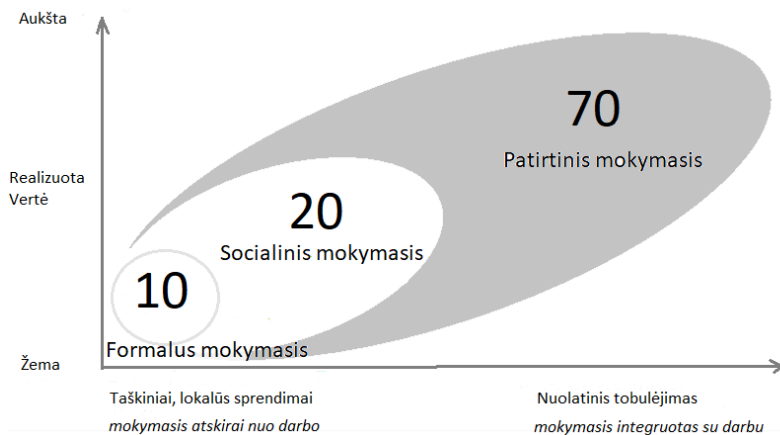 Aukšta
70
Patirtinis mokymasis
Realizuota
Vertė
20
Socialinis mokymasis
10
Formalus mokymasis
Žema
Taškiniai, lokalūs sprendimai
mokymasis atskirai nuo darbo
Nuolatinis tobulėjimas
mokymasis integruotas su darbu